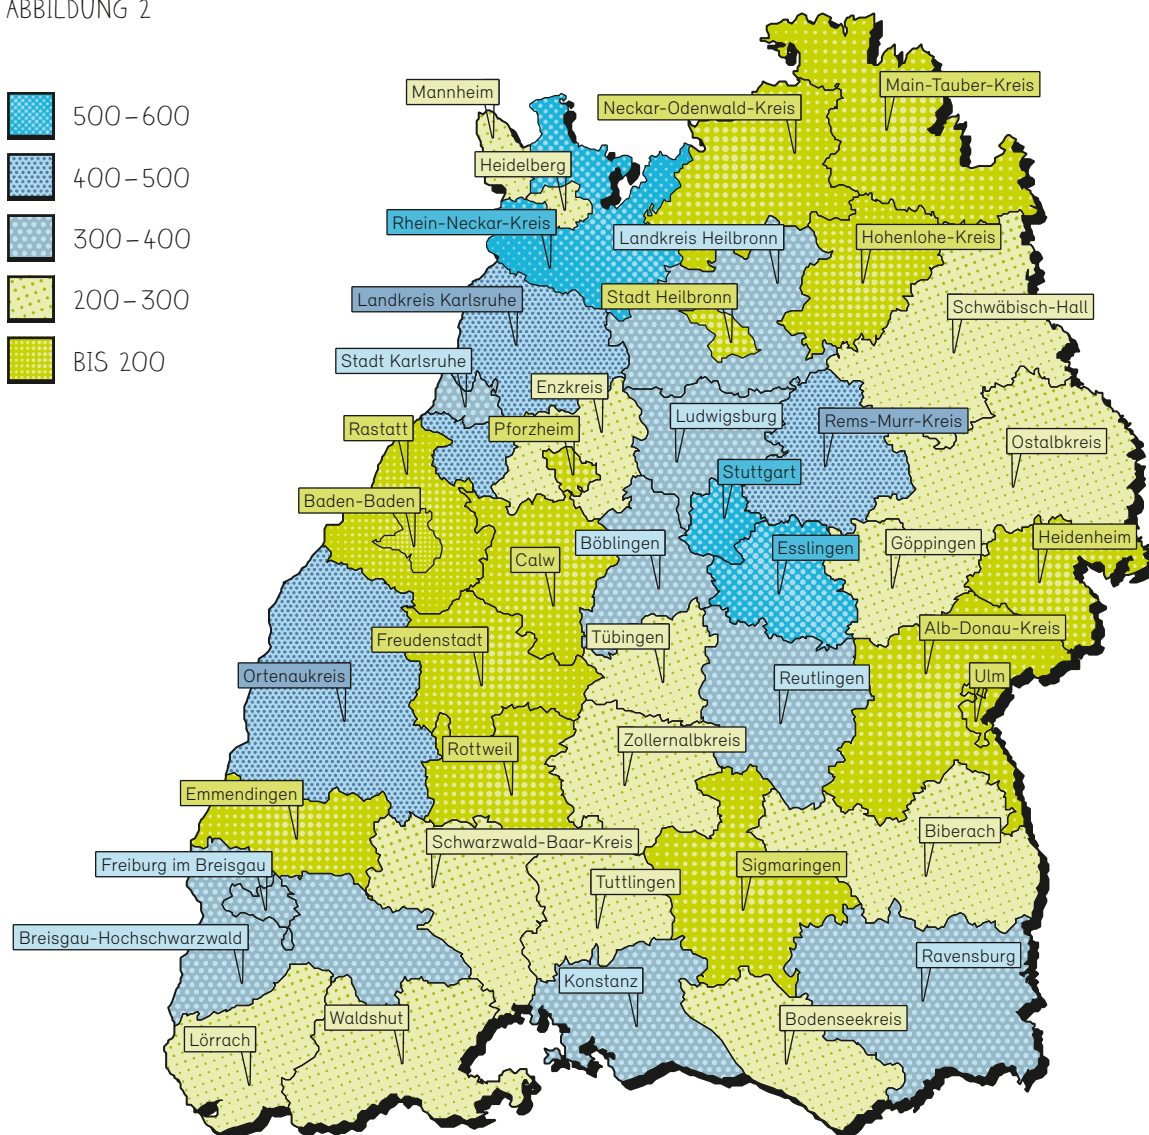 ABBILDUNG 2
500–600
400–500
300–400
200–300
BIS 200
Main-Tauber-Kreis
Mannheim
Neckar-Odenwald-Kreis
Heidelberg
Rhein-Neckar-Kreis
Landkreis Heilbronn
Hohenlohe-Kreis
Landkreis Karlsruhe
Stadt Heilbronn
Schwäbisch-Hall
Stadt Karlsruhe
Enzkreis
Ludwigsburg
Rems-Murr-Kreis
Rastatt
Pforzheim
Ostalbkreis
Stuttgart
Baden-Baden
Heidenheim
Böblingen
Esslingen
Göppingen
Calw
Alb-Donau-Kreis
Freudenstadt
Tübingen
Ortenaukreis
Reutlingen
Ulm
Zollernalbkreis
Rottweil
Emmendingen
Biberach
Schwarzwald-Baar-Kreis
Freiburg im Breisgau
Sigmaringen
Tuttlingen
Breisgau-Hochschwarzwald
Ravensburg
Konstanz
Waldshut
Bodenseekreis
Lörrach